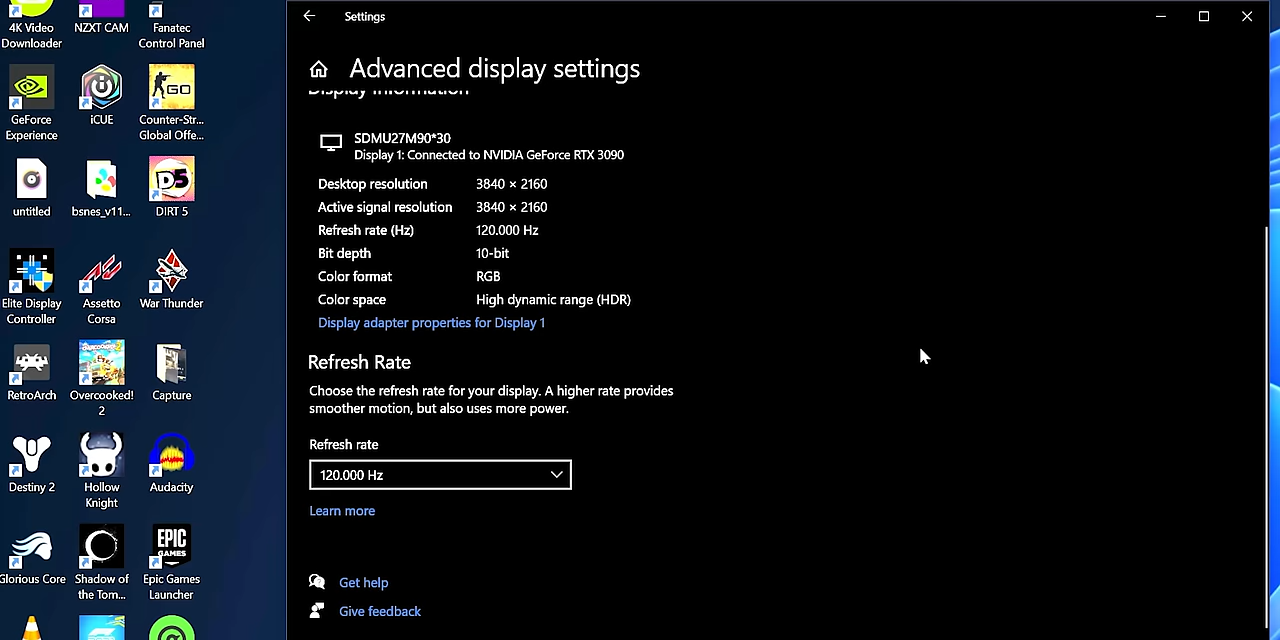 4K Video
Downloader
NZXT CAM
Fanatec
Control Panel
GeForce
Experience
iCUE
GO
Counter-Str...
Global Offe...
untitled
bsnes_v11...
D5
DIRT 5
Elite Display
Controller
Assetto
Corsa
War Thunder
RetroArch
Overcooked!
2
Capture
Destiny 2
Hollow
Knight
Audacity
Glorious Core
Shadow of
the Tom...
EPIC
GAMES
Epic Games
Launcher
Settings
Advanced display settings
Display information
SDMU27M90*30
Display 1: Connected to NVIDIA GeForce RTX 3090
Desktop resolution 3840 × 2160
Active signal resolution 3840 × 2160
Refresh rate (Hz) 120.000 Hz
Bit depth 10-bit
Color format RGB
Color space High dynamic range (HDR)
Display adapter properties for Display 1
Refresh Rate
Choose the refresh rate for your display. A higher rate provides
smoother motion, but also uses more power.
Refresh rate
120.000 Hz
Learn more
Get help
Give feedback